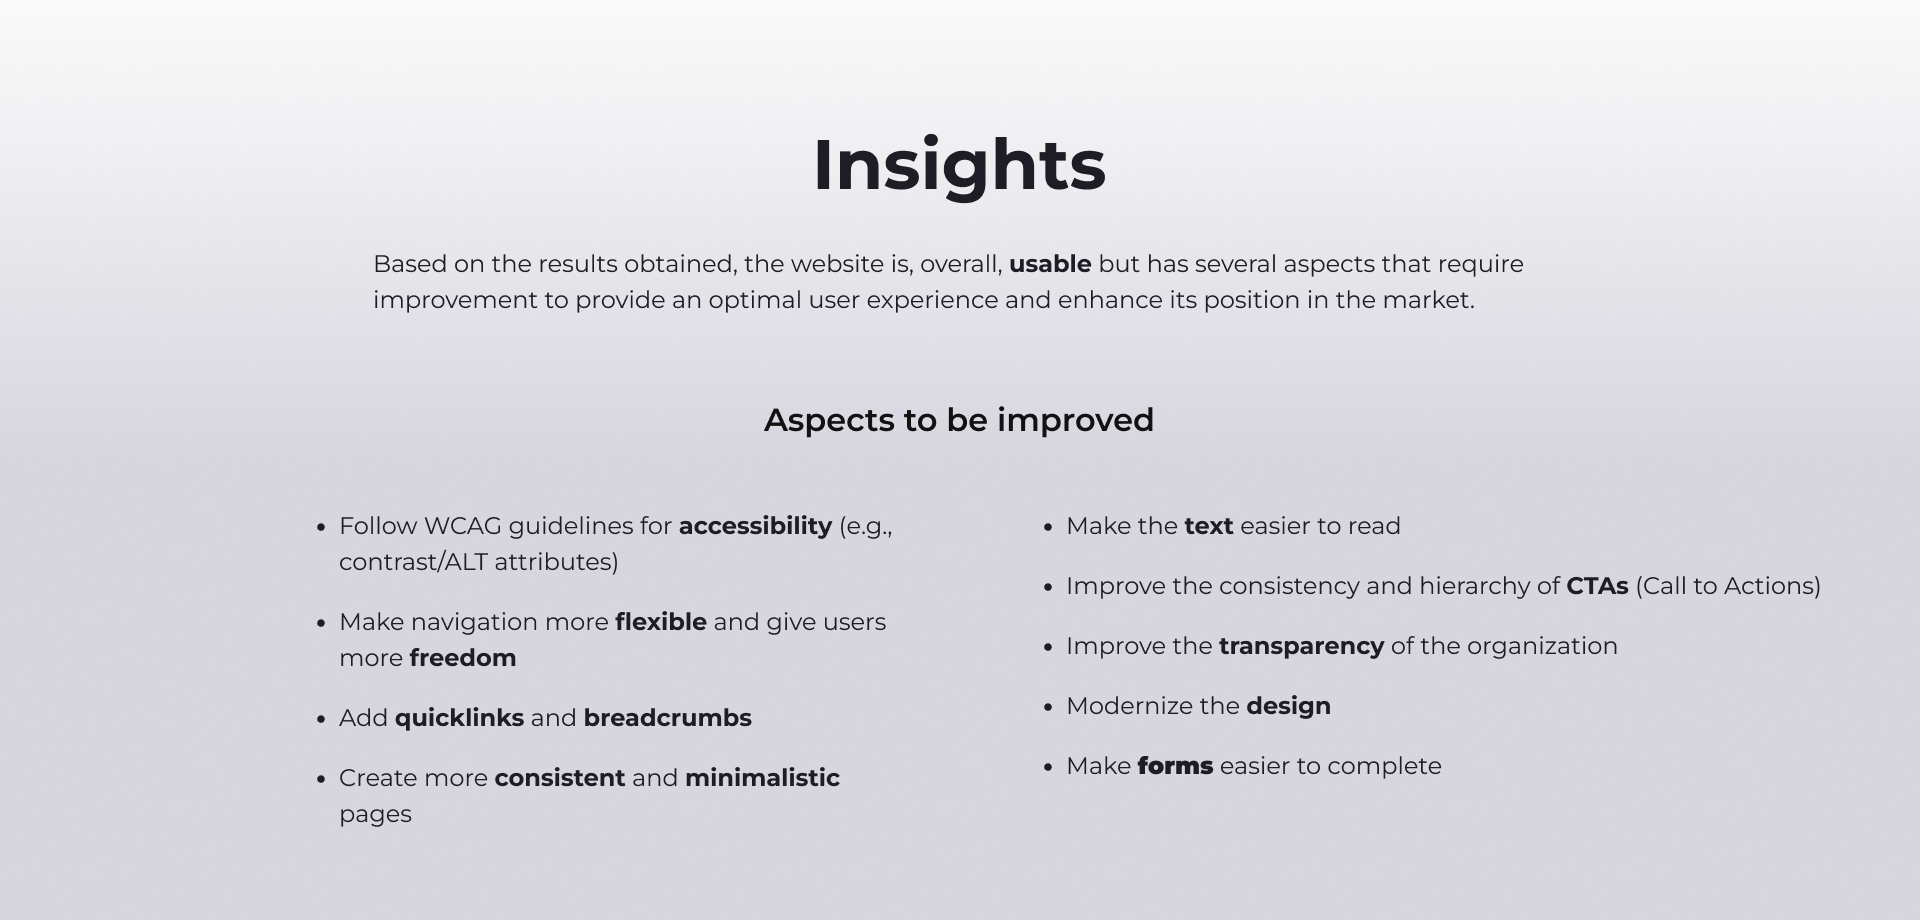 Insights
Based on the results obtained, the website is, overall, usable but has several aspects that require
improvement to provide an optimal user experience and enhance its position in the market.
Aspects to be improved
• Follow WCAG guidelines for accessibility (e.g.,
contrast/ALT attributes)
• Make navigation more flexible and give users
more freedom
• Add quicklinks and breadcrumbs
• Create more consistent and minimalistic
pages
• Make the text easier to read
• Improve the consistency and hierarchy of CTAs (Call to Actions)
• Improve the transparency of the organization
• Modernize the design
• Make forms easier to complete